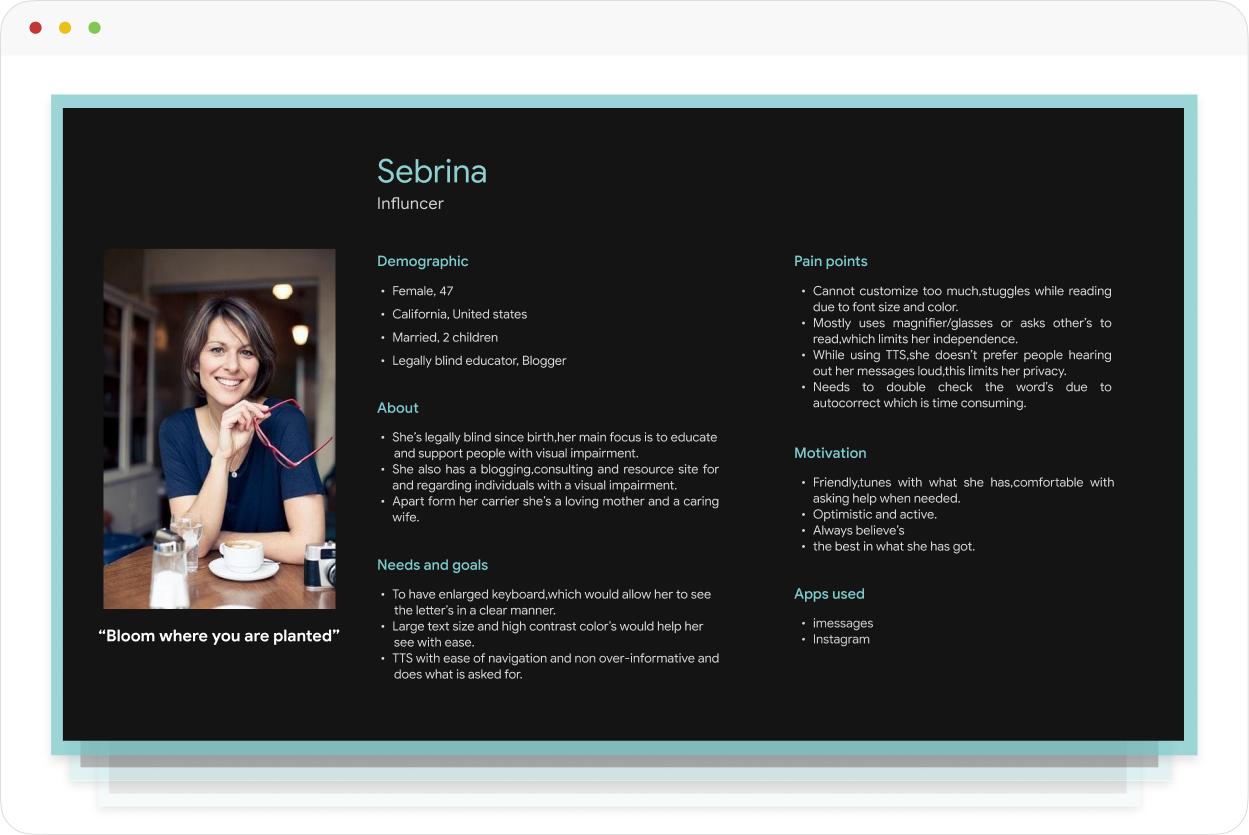 Sebrina
Influncer
Demographic
• Female, 47
• California, United states
• Married, 2 children
• Legally blind educator, Blogger
About
• She's legally blind since birth,her main focus is to educate
and support people with visual impairment.
• She also has a blogging,consulting and resource site for
and regarding individuals with a visual impairment.
• Apart form her carrier she's a loving mother and a caring
wife.
Needs and goals
• To have enlarged keyboard,which would allow her to see
the letter's in a clear manner.
• Large text size and high contrast color's would help her
see with ease.
• TTS with ease of navigation and non over-informative and
does what is asked for.
Pain points
• Cannot customize too much,stuggles while reading
due to font size and color.
• Mostly uses magnifier/glasses or asks other's to
read,which limits her independence.
• While using TTS,she doesn't prefer people hearing
out her messages loud,this limits her privacy.
• Needs to double check the word's due to
autocorrect which is time consuming.
Motivation
• Friendly,tunes with what she has,comfortable with
asking help when needed.
• Optimistic and active.
• Always believe's
• the best in what she has got.
Apps used
• imessages
• Instagram
“Bloom where you are planted”